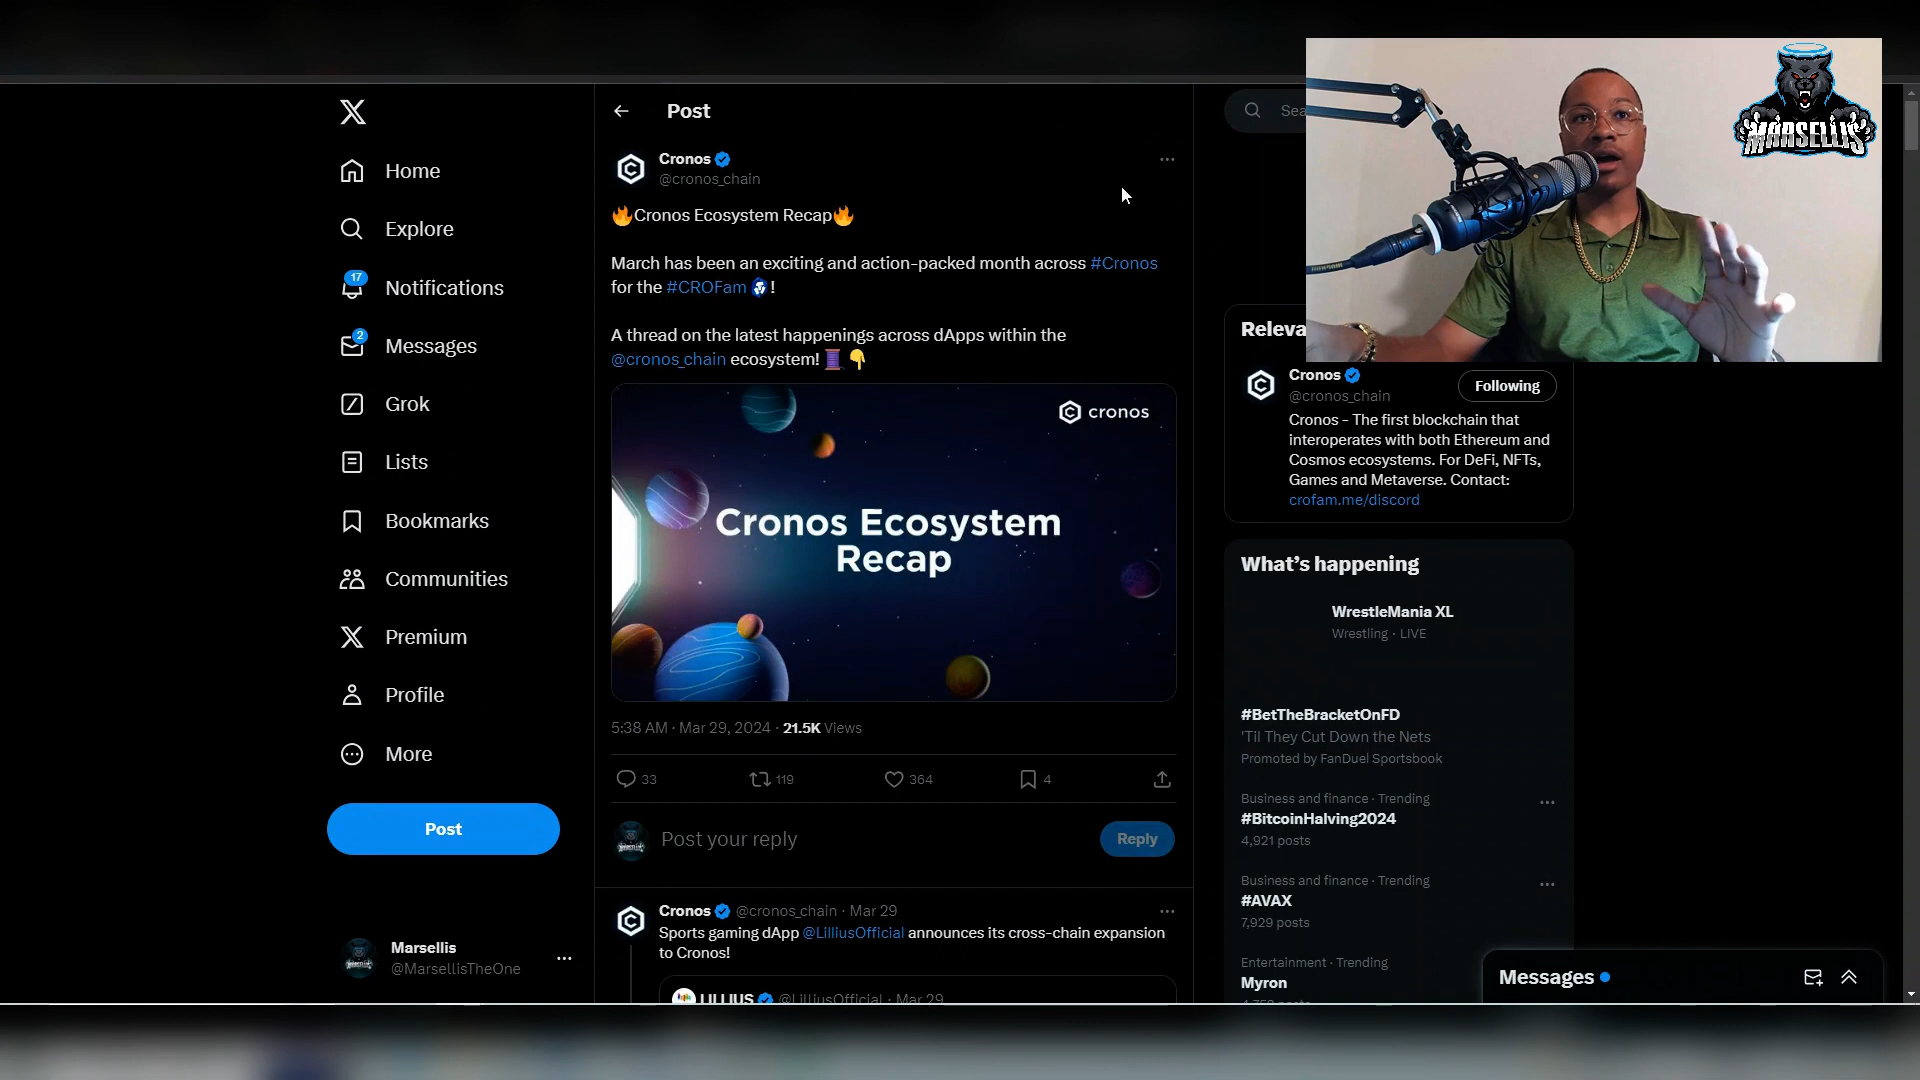 Home
Explore
17
Notifications
2
Messages
Grok
Lists
Bookmarks
Communities
Premium
Profile
More
Post
Marsellis
@MarsellisTheOne
Post
Cronos
@cronos_chain
🔥Cronos Ecosystem Recap🔥
March has been an exciting and action-packed month across #Cronos
for the #CROFam !
A thread on the latest happenings across dApps within the
@cronos_chain ecosystem! 🧵👇
cronos
Cronos Ecosystem
Recap
5:38 AM · Mar 29, 2024 · 21.5K Views
33
119
364
4
Post your reply
Reply
Cronos @cronos_chain · Mar 29
Sports gaming dApp @LilliusOfficial announces its cross-chain expansion
to Cronos!
LILLIUS @LilliusOfficial · Mar 29
MARSELLIS
Cronos
@cronos_chain
Following
Cronos - The first blockchain that
interoperates with both Ethereum and
Cosmos ecosystems. For DeFi, NFTs,
Games and Metaverse. Contact:
crofam.me/discord
What's happening
WrestleMania XL
Wrestling · LIVE
#BetTheBracketOnFD
'Til They Cut Down the Nets
Promoted by FanDuel Sportsbook
Business and finance · Trending
#BitcoinHalving2024
4,921 posts
Business and finance · Trending
#AVAX
7,929 posts
Entertainment · Trending
Myron
Messages